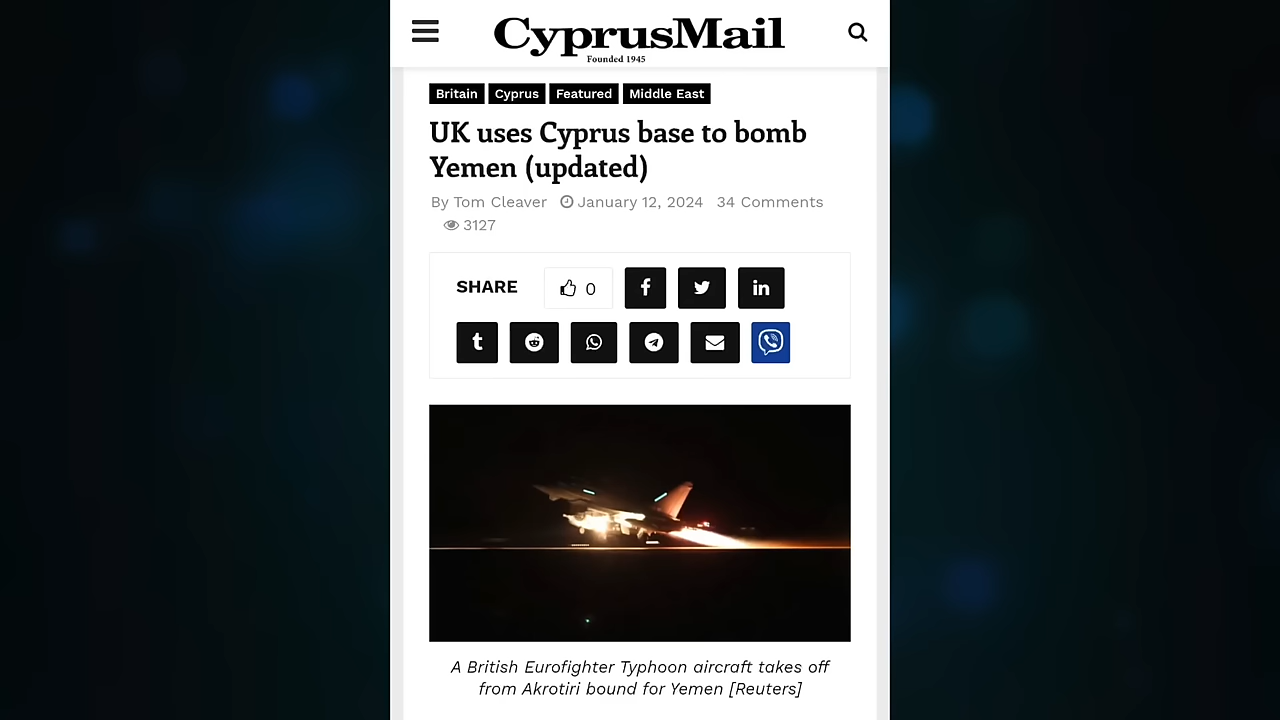 CyprusMail
Founded 1945
Britain Cyprus Featured Middle East
UK uses Cyprus base to bomb
Yemen (updated)
By Tom Cleaver January 12, 2024 34 Comments
3127
SHARE 0
A British Eurofighter Typhoon aircraft takes off
from Akrotiri bound for Yemen [Reuters]